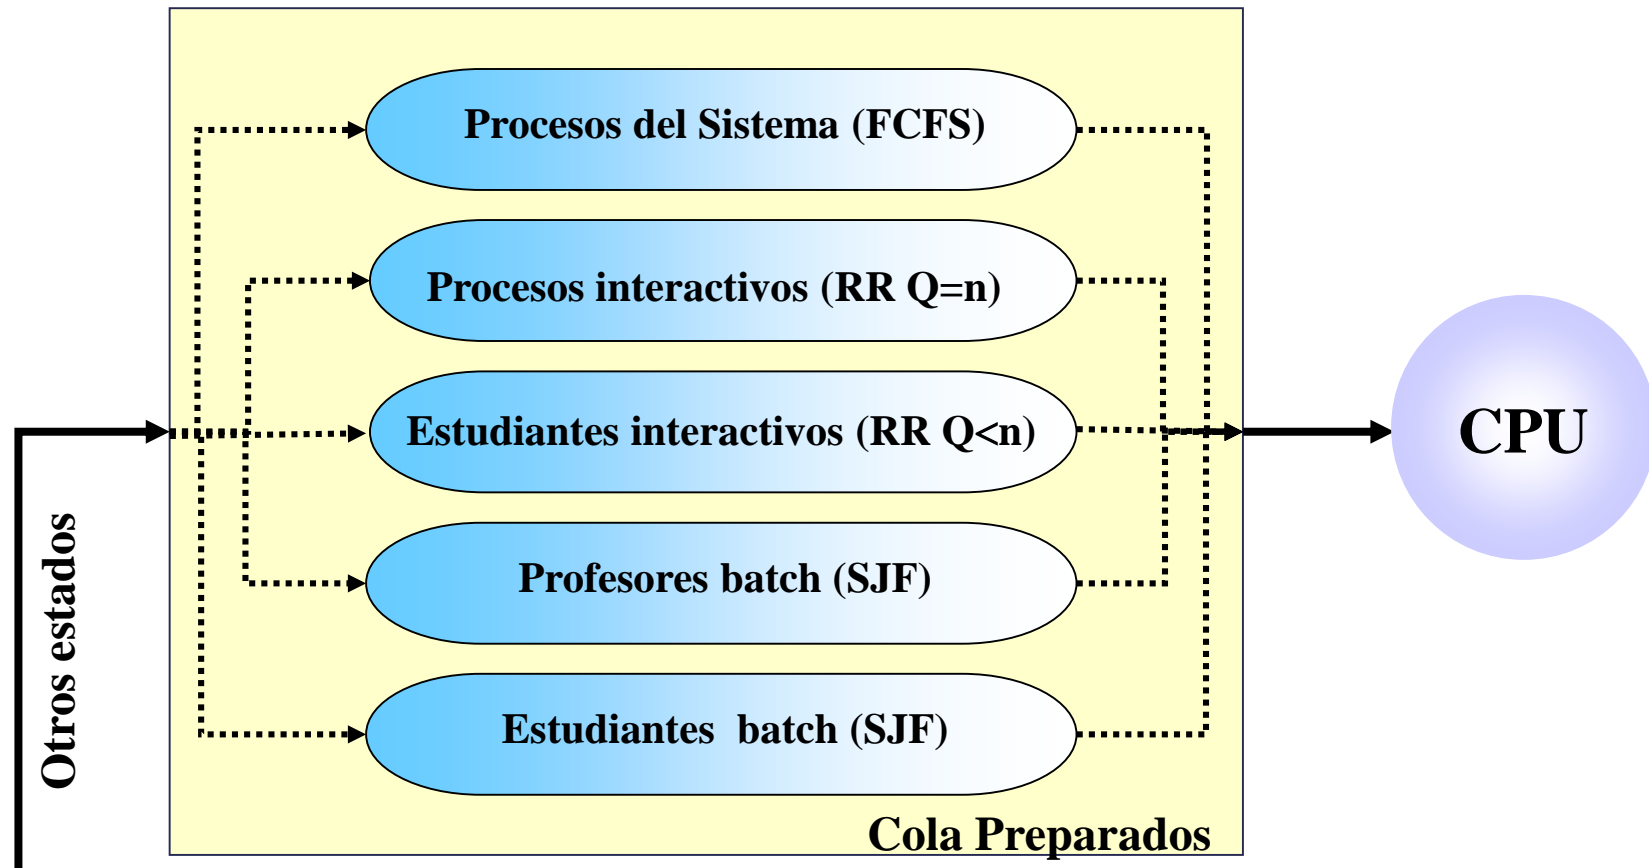 Procesos del Sistema (FCFS)
Procesos interactivos (RR Q=n)
Estudiantes interactivos (RR Q<n)
Profesores batch (SJF)
Estudiantes batch (SJF)
Cola Preparados
Otros estados
CPU